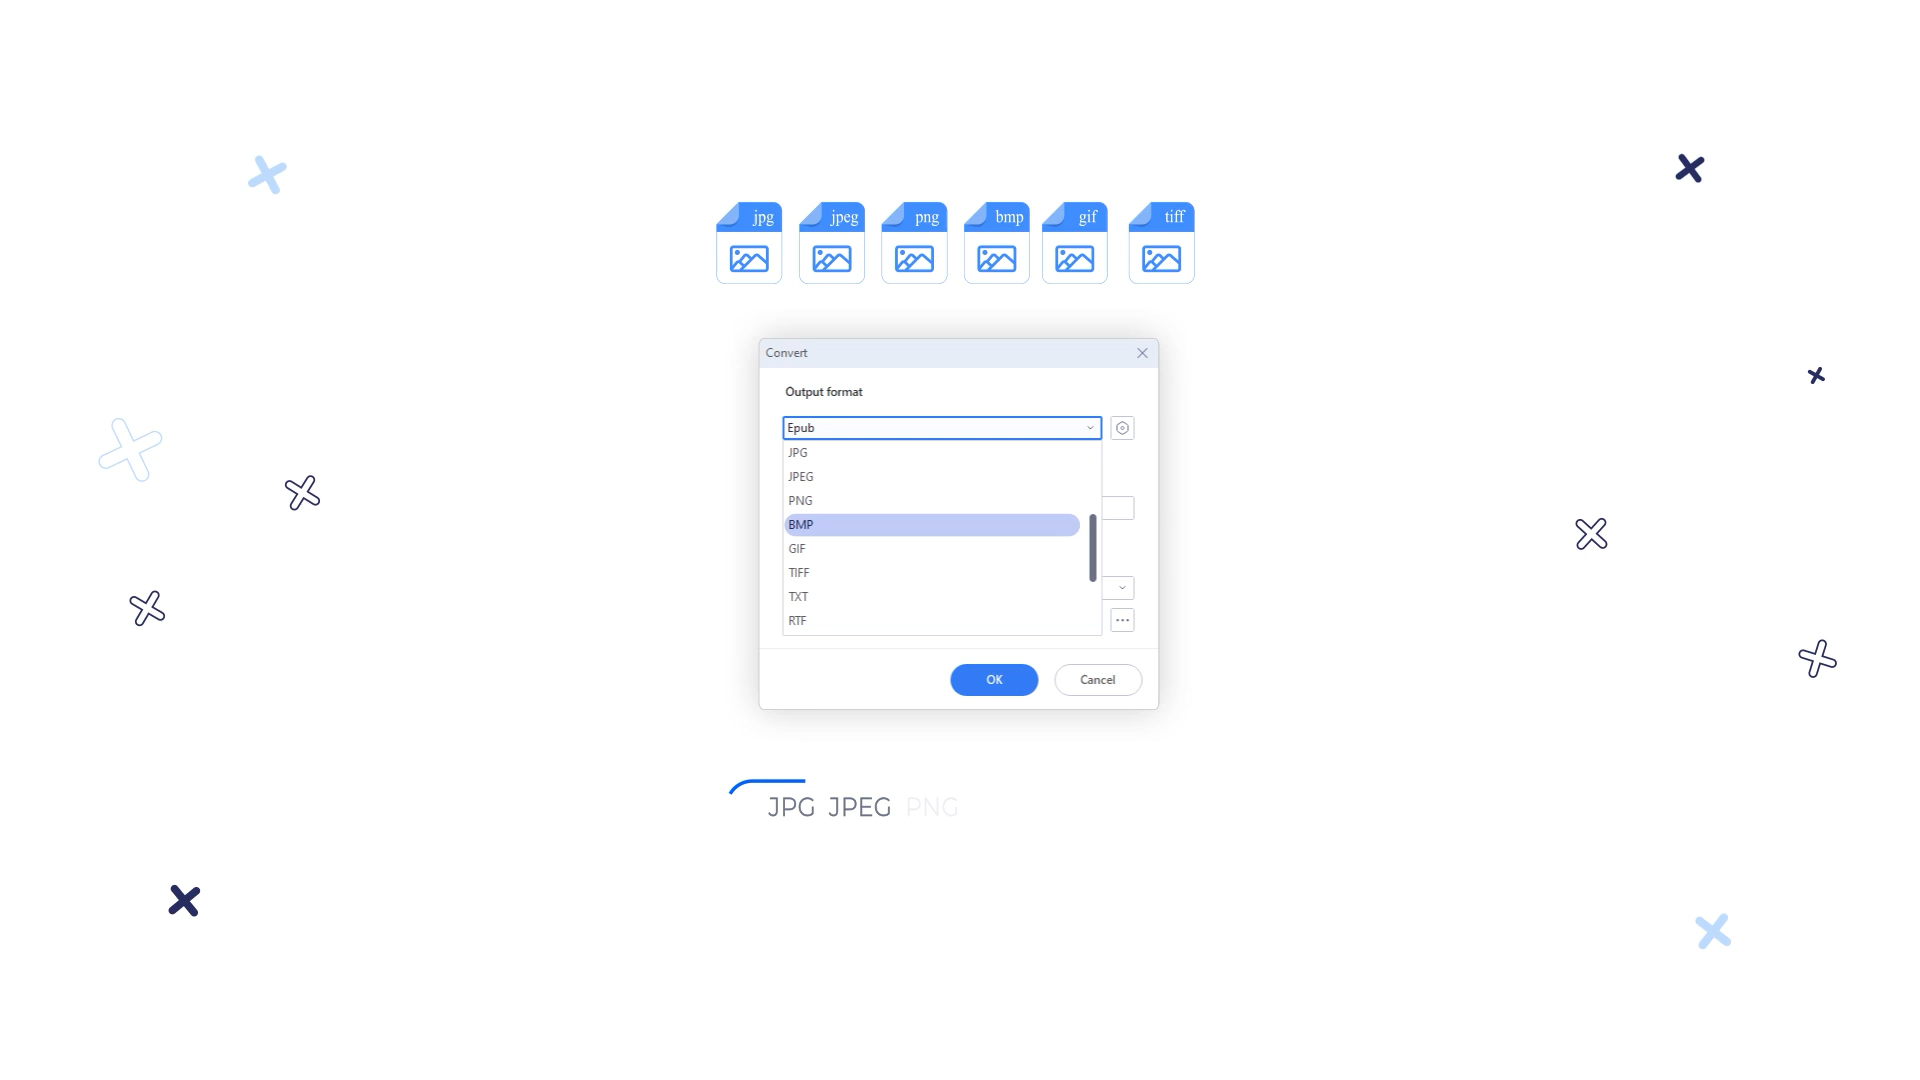 jpg jpeg png bmp gif tiff
Convert
Output format
Epub
JPG
JPEG
PNG
BMP
GIF
TIFF
TXT
RTF
OK Cancel
JPG JPEG PNG